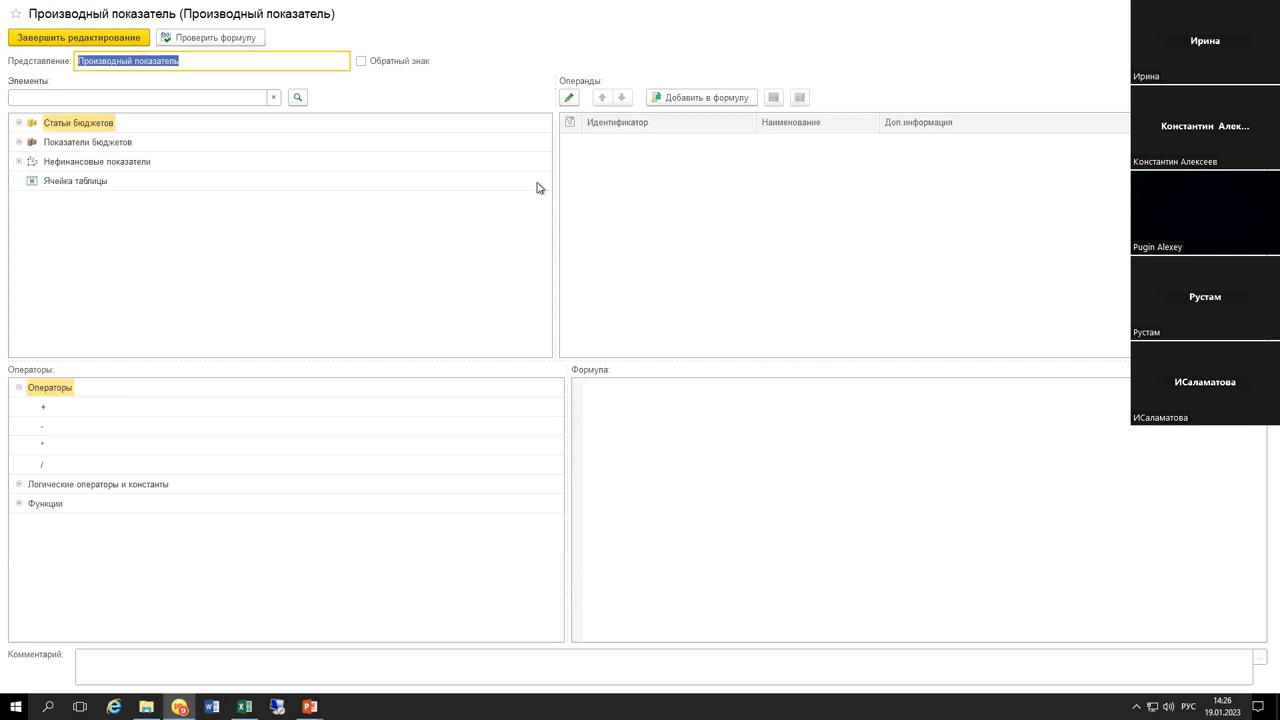 Производный показатель (Производный показатель)
Завершить редактирование
Проверить формулу
Представление:
Производный показатель
Обратный знак
Элементы:
Статьи бюджетов
Показатели бюджетов
Нефинансовые показатели
Ячейка таблицы
Операнды:
Добавить в формулу
Идентификатор Наименование Доп.информация
Операторы:
Операторы
+
-
*
/
Логические операторы и константы
Функции
Формула:
Комментарий:
...
Ирина
Ирина
Константин Алек...
Константин Алексеев
Pugin Alexey
Рустам
Рустам
ИСаламатова
ИСаламатова
РУС
14:26
19.01.2023